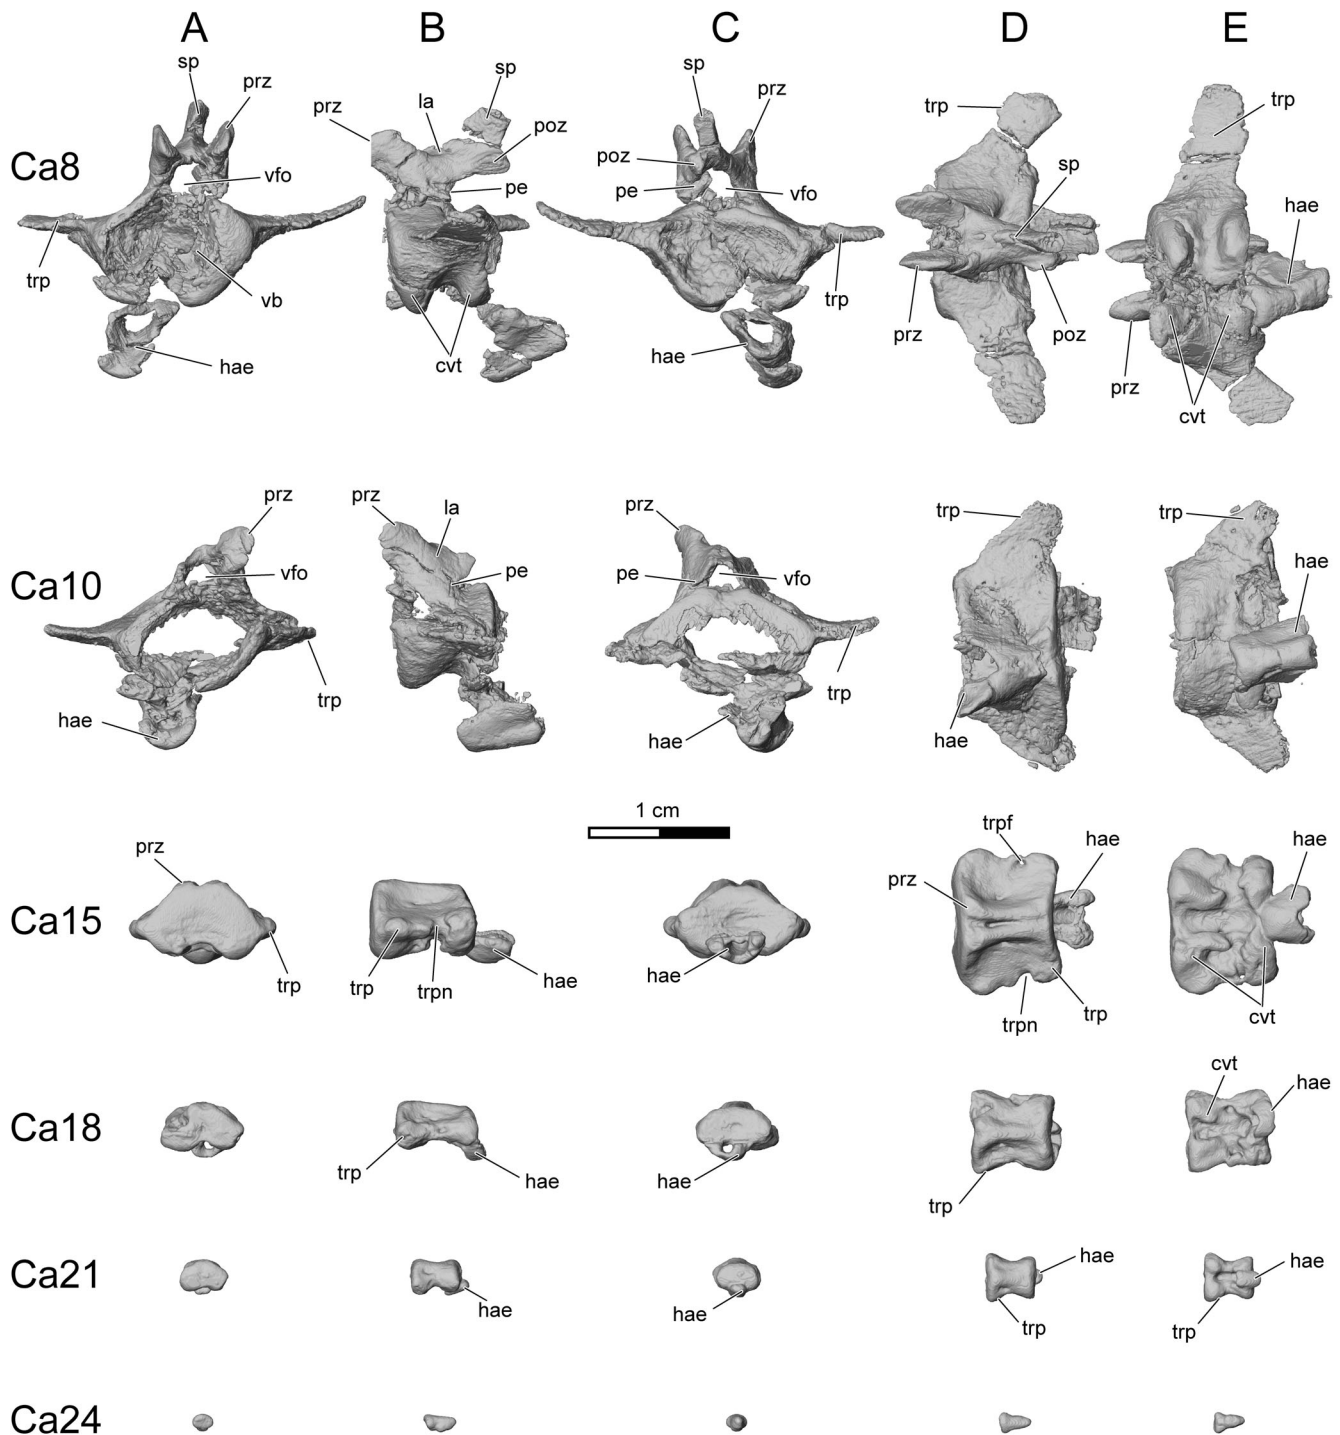 A B C D E
sp prz vfo trp vb hae
prz la sp poz pe cvt
sp prz poz pe vfo trp hae
trp sp prz poz
trp hae prz cvt
Ca8
prz vfo trp hae
prz la pe
prz pe vfo trp hae
trp hae
trp hae
Ca10
1 cm
prz trp
trp trpn hae
hae
trpf hae prz trpn trp
hae cvt
Ca15
Ca18
trp hae
hae
trp
cvt hae
Ca21
hae
hae
hae trp
hae trp
Ca24